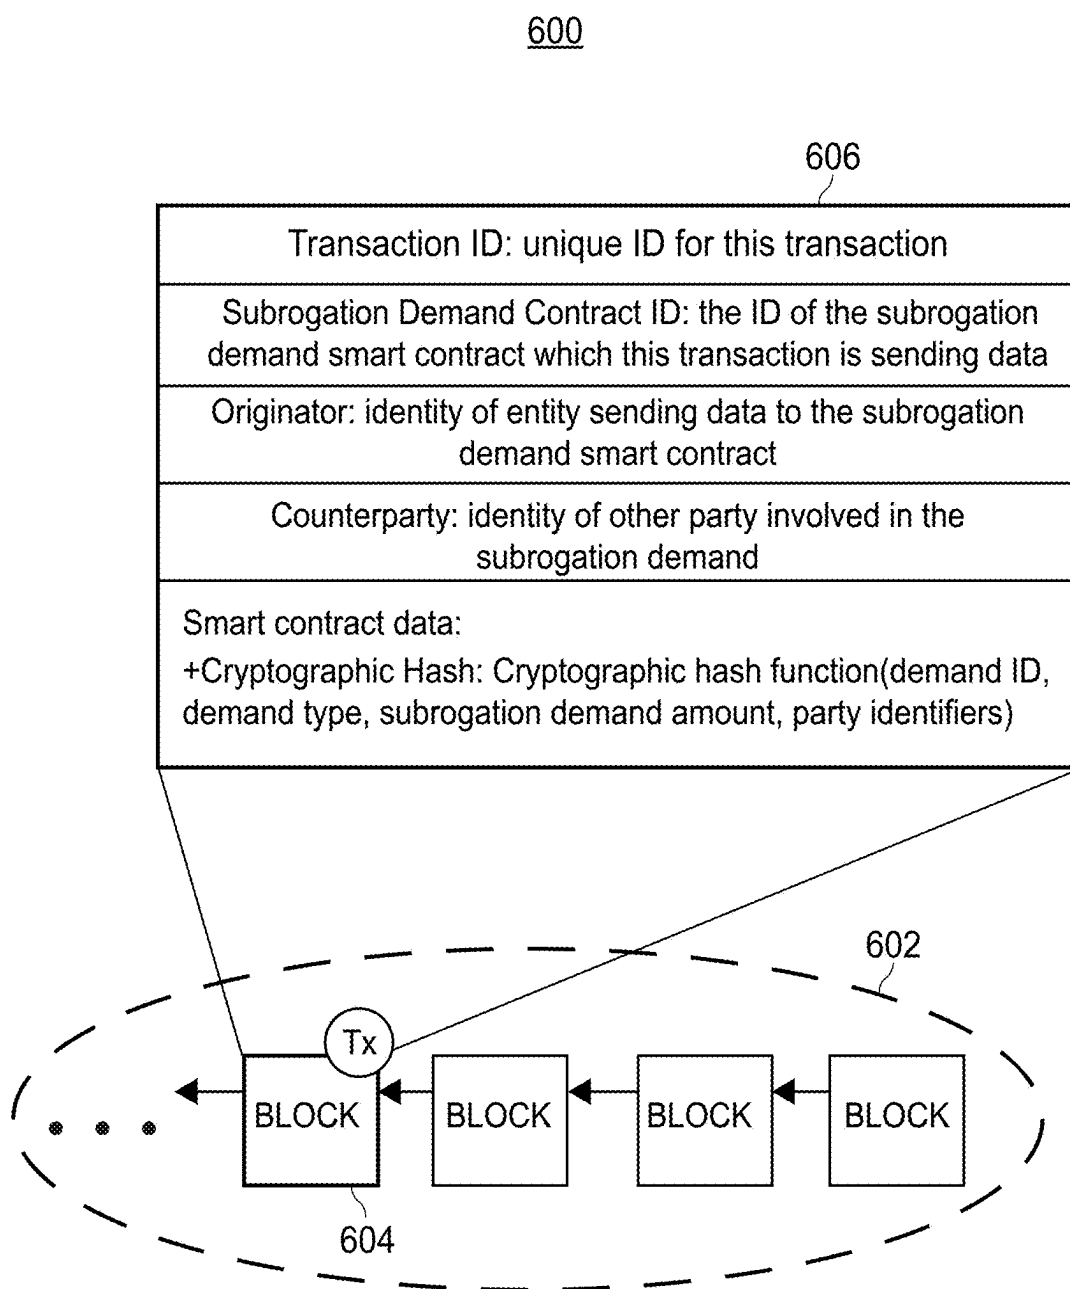 600
606
Transaction ID: unique ID for this transaction
Subrogation Demand Contract ID: the ID of the subrogation
demand smart contract which this transaction is sending data
Originator: identity of entity sending data to the subrogation
demand smart contract
Counterparty: identity of other party involved in the
subrogation demand
Smart contract data:
+Cryptographic Hash: Cryptographic hash function(demand ID,
demand type, subrogation demand amount, party identifiers)
602
Tx
BLOCK
BLOCK
BLOCK
BLOCK
604